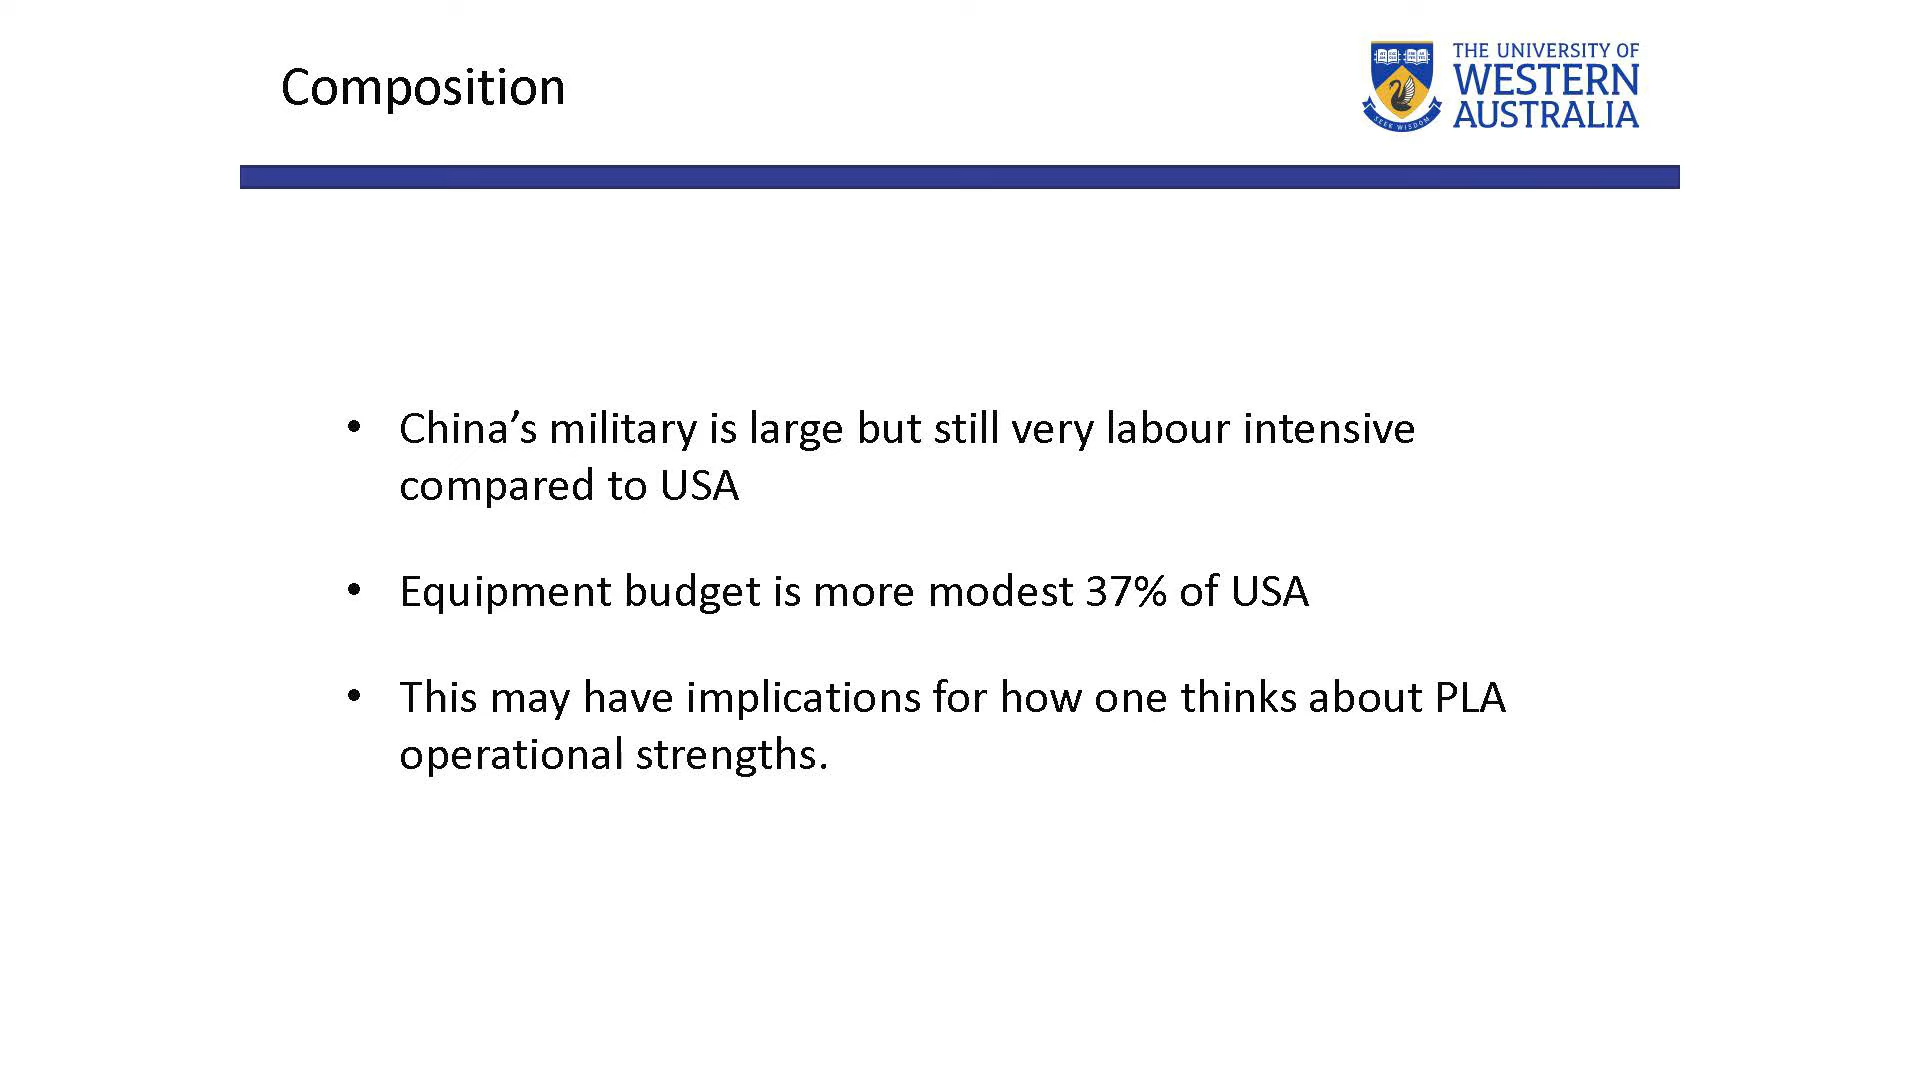 Composition
THE UNIVERSITY OF
WESTERN
AUSTRALIA
SEEK WISDOM
• China’s military is large but still very labour intensive
compared to USA
• Equipment budget is more modest 37% of USA
• This may have implications for how one thinks about PLA
operational strengths.